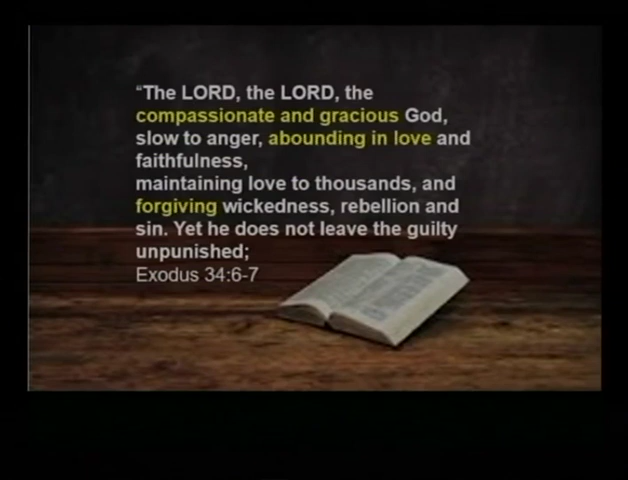 “The LORD, the LORD, the
compassionate and gracious God,
slow to anger, abounding in love and
faithfulness,
maintaining love to thousands, and
forgiving wickedness, rebellion and
sin. Yet he does not leave the guilty
unpunished;
Exodus 34:6-7